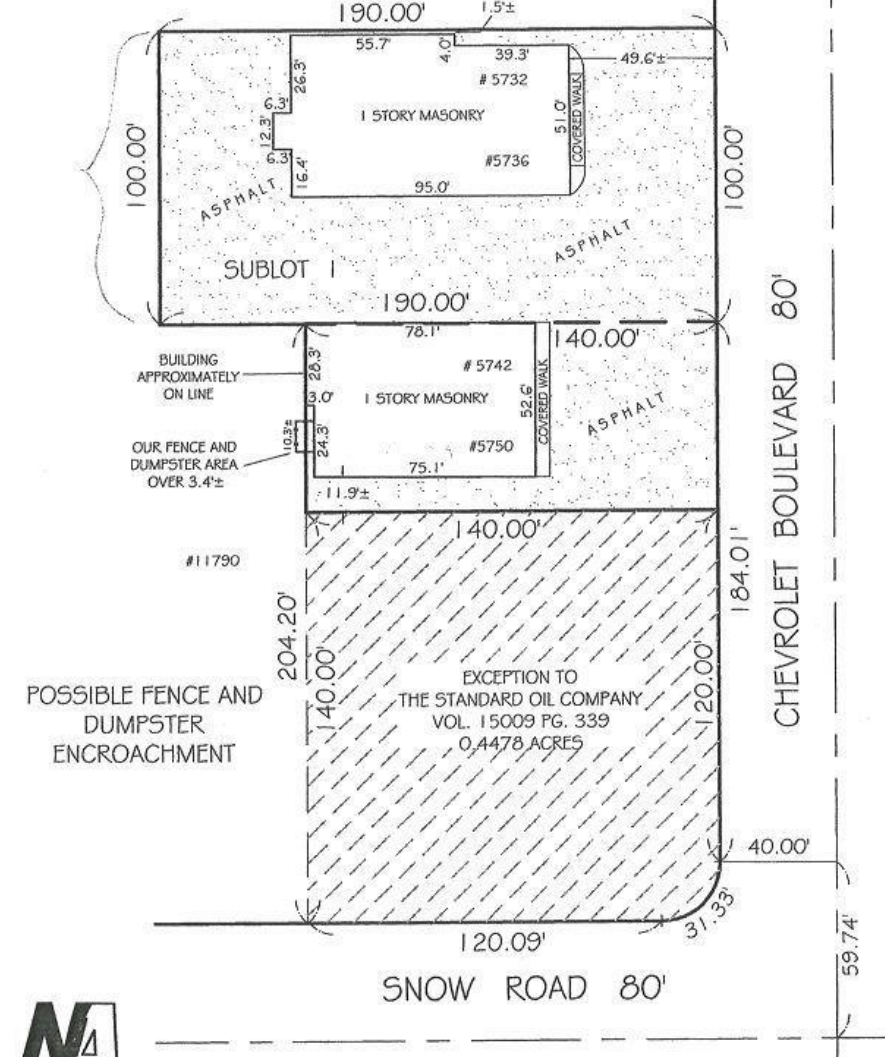 190.00'
1.5'±
55.7'
4.0'
39.3'
49.6'±
26.3'
# 5732
6.3'
12.3'
1 STORY MASONRY
51.0'
COVERED WALK
6.3'
16.4'
#5736
95.0'
100.00'
100.00'
ASPHALT
ASPHALT
SUBLOT 1
190.00'
78.1'
140.00'
BUILDING
APPROXIMATELY
ON LINE
28.3'
# 5742
3.0'
1 STORY MASONRY
52.6'
COVERED WALK
ASPHALT
10.3'±
24.3'
#5750
OUR FENCE AND
DUMPSTER AREA
OVER 3.4'±
75.1'
11.9'±
140.00'
#11790
204.20'
140.00'
184.01'
120.00'
CHEVROLET BOULEVARD 80'
EXCEPTION TO
THE STANDARD OIL COMPANY
VOL. 15009 PG. 339
0.4478 ACRES
POSSIBLE FENCE AND
DUMPSTER
ENCROACHMENT
40.00'
31.33'
59.74'
120.09'
SNOW ROAD 80'